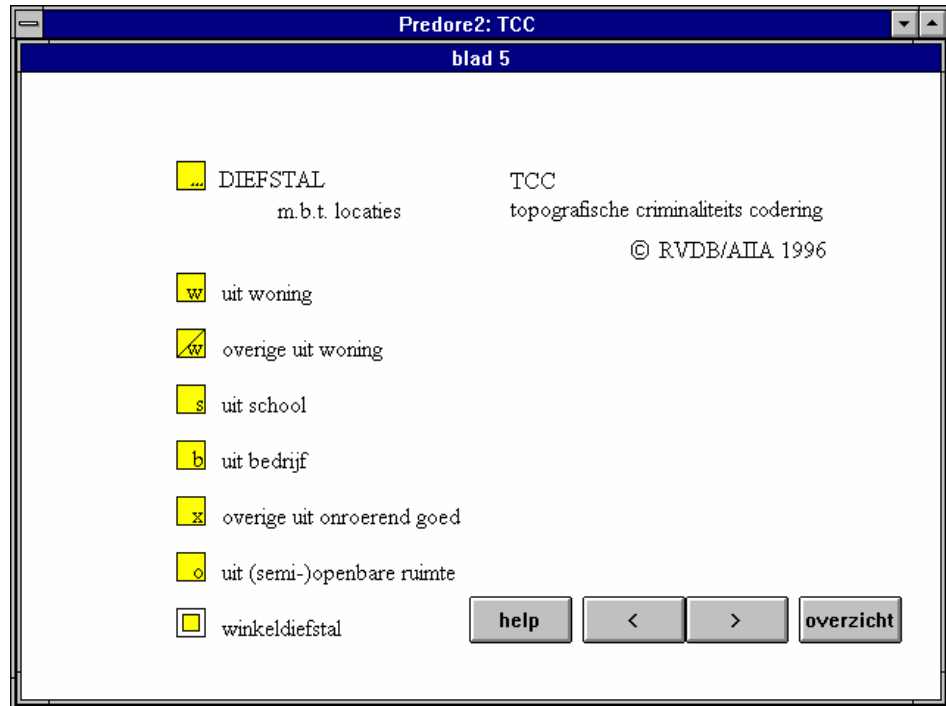 Predore2: TCC
blad 5
... DIEFSTAL
m.b.t. locaties
TCC
topografische criminaliteits codering
© RVDB/AIIA 1996
w uit woning
w overige uit woning
s uit school
b uit bedrijf
x overige uit onroerend goed
o uit (semi-)openbare ruimte
winkeldiefstal
help < > overzicht